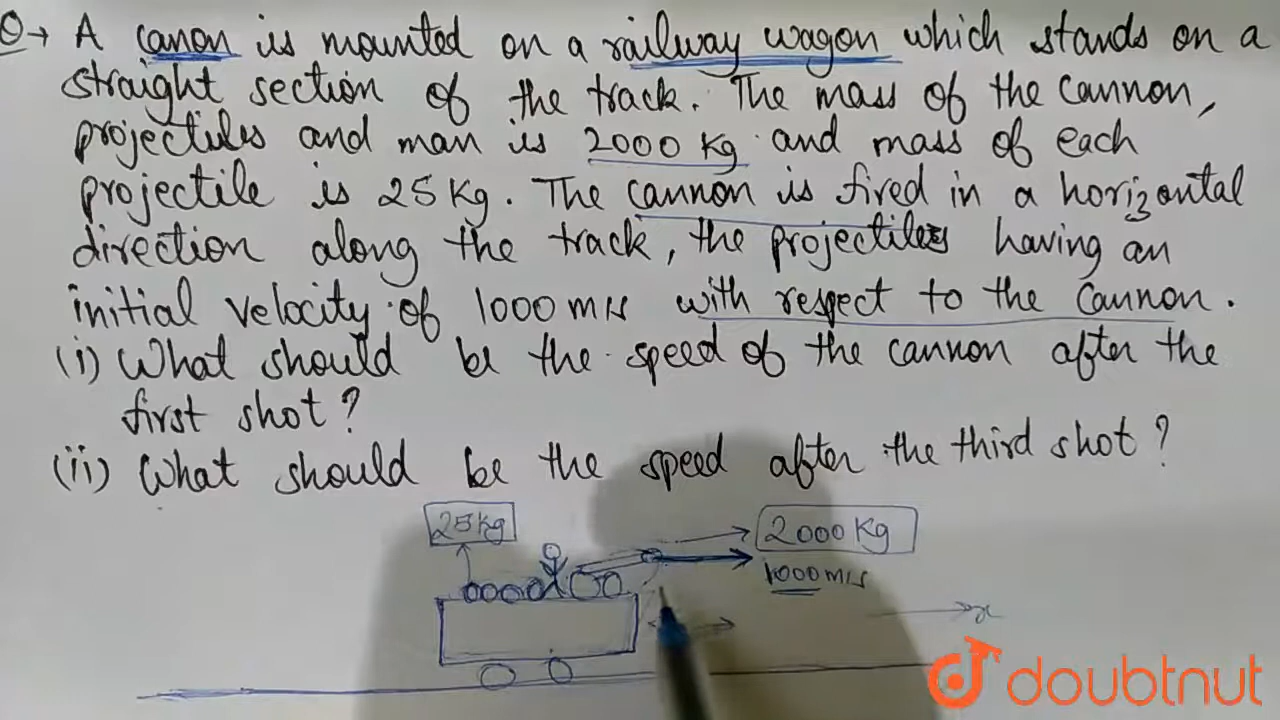 Q→ A canon is mounted on a railway wagon which stands on a
straight section of the track. The mass of the cannon,
projectiles and man is 2000 kg and mass of each
projectile is 25 Kg. The cannon is fired in a horizontal
direction along the track, the projectiles having an
initial velocity of 1000 m/s with respect to the cannon.
(i) What should be the speed of the cannon after the
first shot?
(ii) What should be the speed after the third shot?
25 kg
2000 Kg
1000 m/s
x
doubtnut